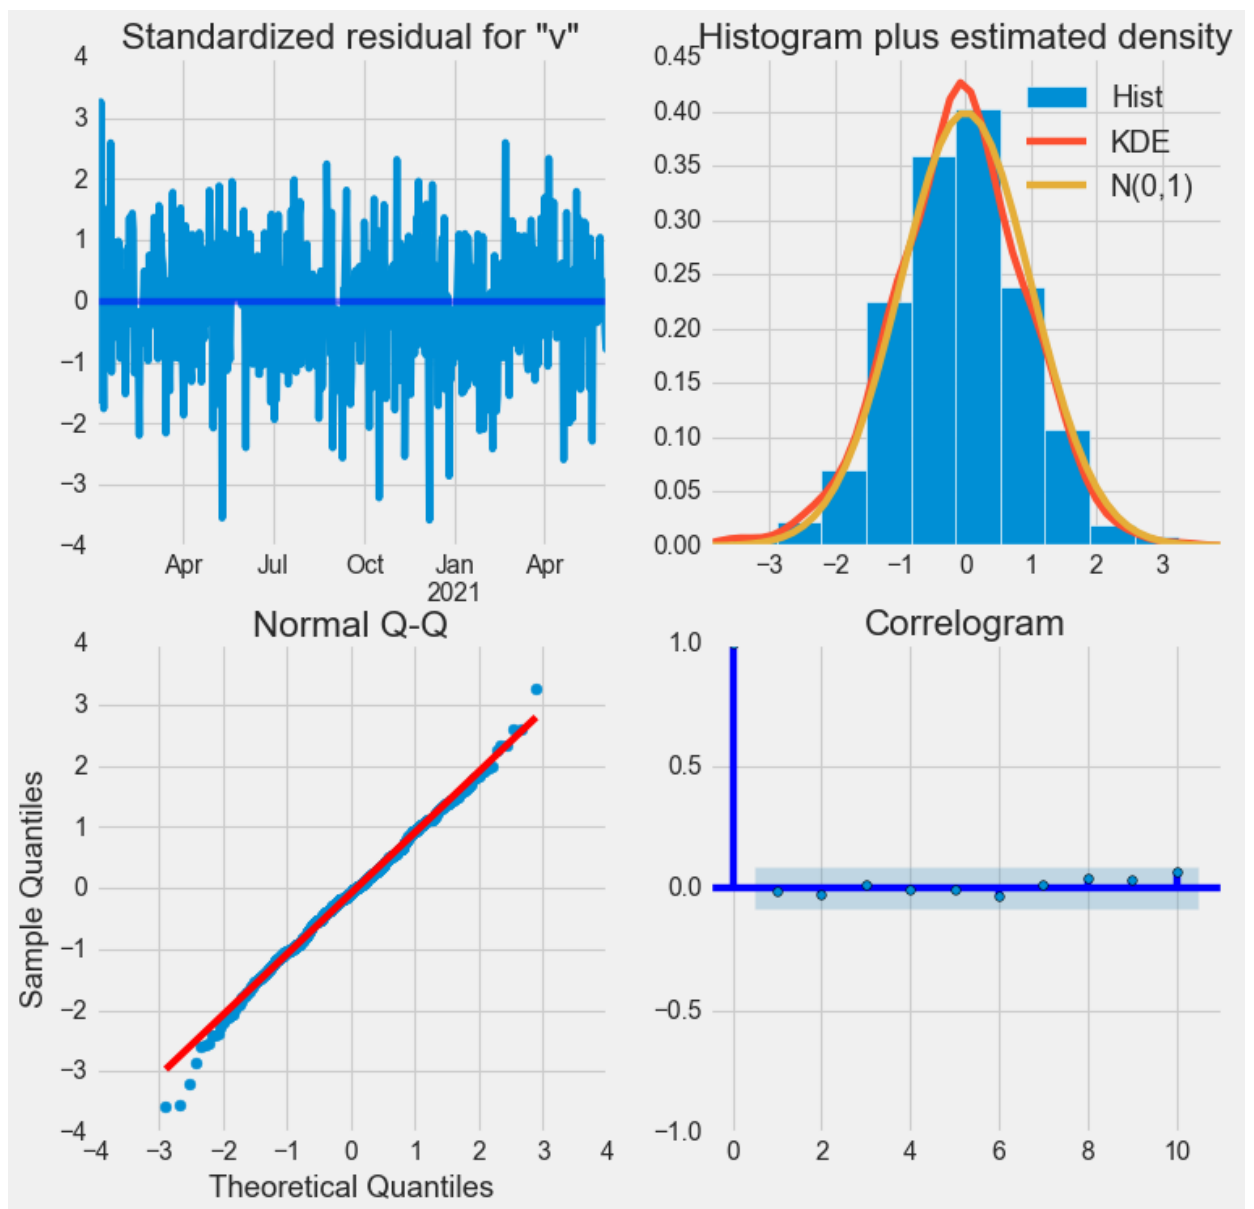 Standardized residual for "v"
4
3
2
1
0
−1
−2
−3
−4
Apr Jul Oct Jan Apr
2021
Histogram plus estimated density
0.45
0.40
0.35
0.30
0.25
0.20
0.15
0.10
0.05
0.00
−3 −2 −1 0 1 2 3
Hist
KDE
N(0,1)
Normal Q-Q
4
3
2
1
0
−1
−2
−3
−4
−4 −3 −2 −1 0 1 2 3 4
Sample Quantiles
Theoretical Quantiles
Correlogram
1.0
0.5
0.0
−0.5
−1.0
0 2 4 6 8 10